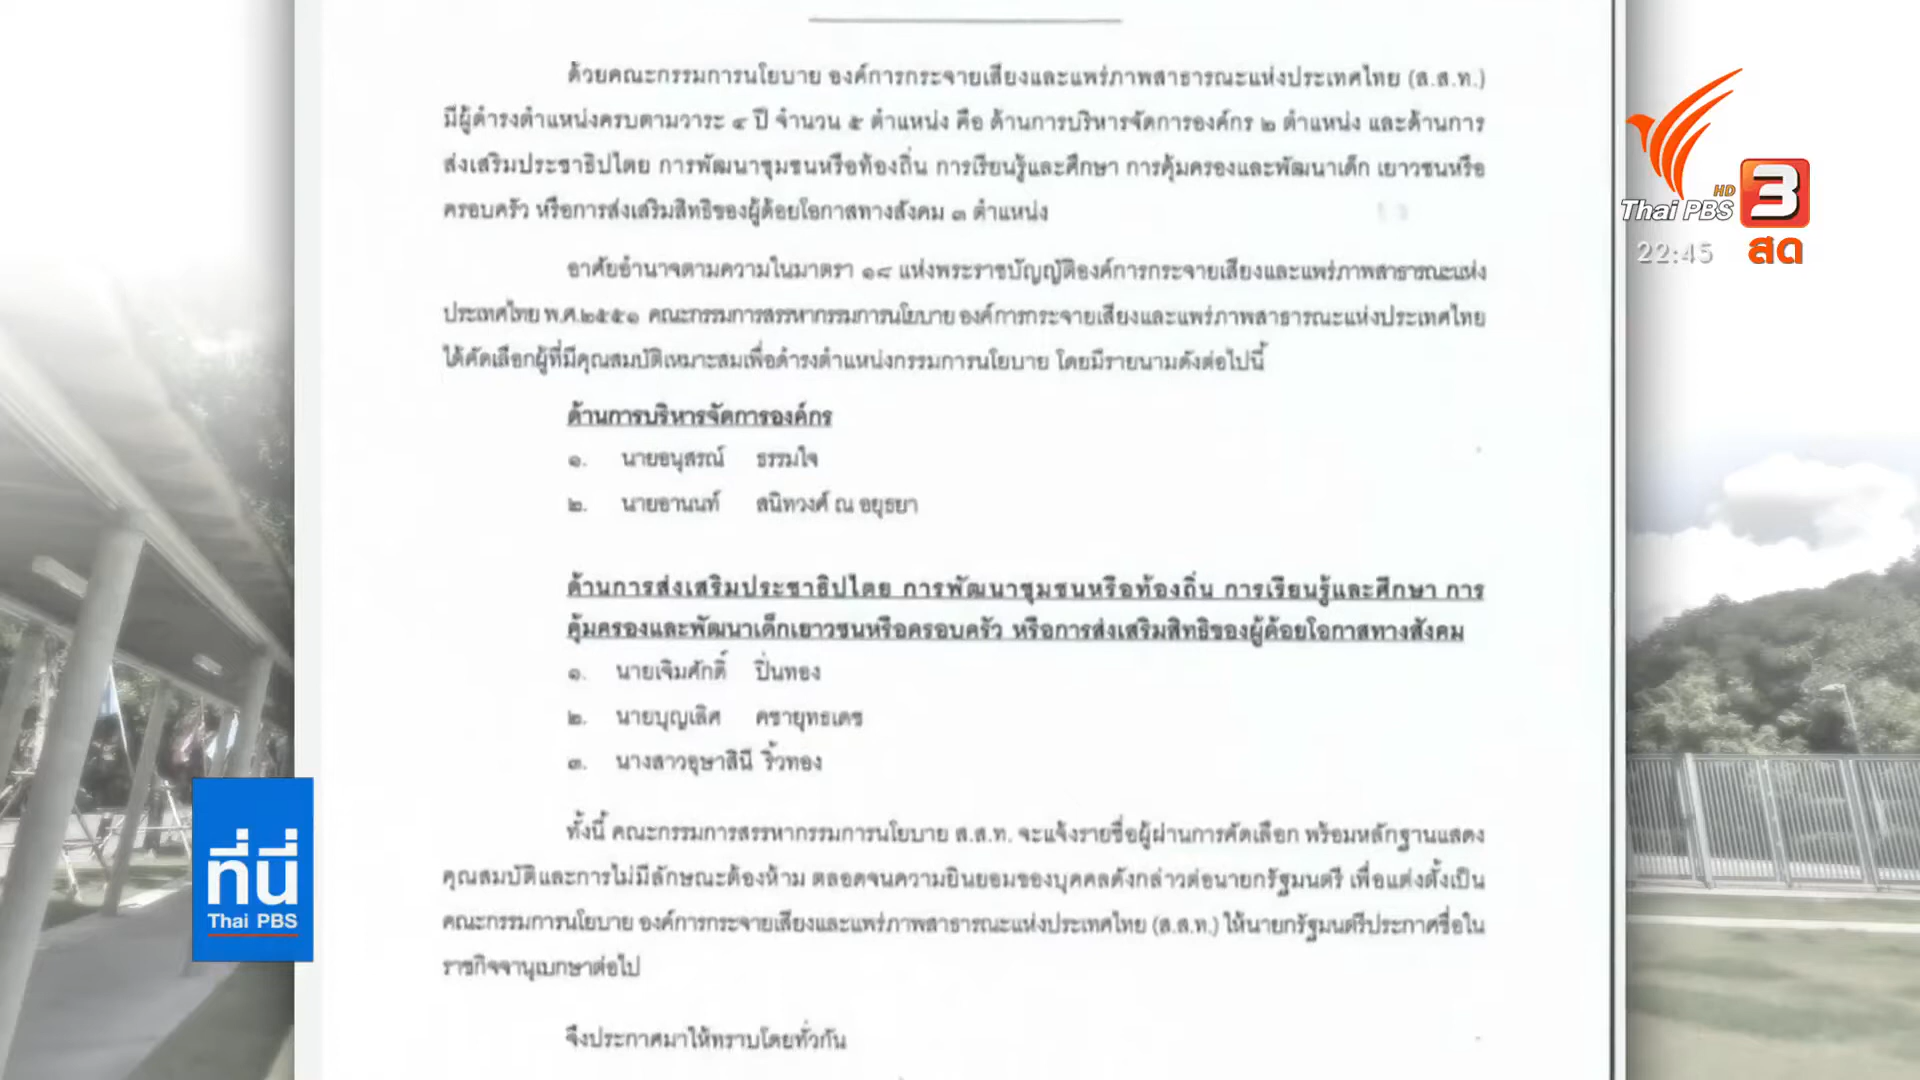 ด้วยคณะกรรมการนโยบาย องค์การกระจายเสียงและแพร่ภาพสาธารณะแห่งประเทศไทย (ส.ส.ท.)
มีผู้ดำรงตำแหน่งครบตามวาระ ๔ ปี จำนวน ๕ ตำแหน่ง คือ ด้านการบริหารจัดการองค์กร ๒ ตำแหน่ง และด้านการ
ส่งเสริมประชาธิปไตย การพัฒนาชุมชนหรือท้องถิ่น การเรียนรู้และศึกษา การคุ้มครองและพัฒนาเด็ก เยาวชนหรือ
ครอบครัว หรือการส่งเสริมสิทธิของผู้ด้อยโอกาสทางสังคม ๓ ตำแหน่ง
อาศัยอำนาจตามความในมาตรา ๑๘ แห่งพระราชบัญญัติองค์การกระจายเสียงและแพร่ภาพสาธารณะแห่ง
ประเทศไทย พ.ศ.๒๕๕๑ คณะกรรมการสรรหากรรมการนโยบาย องค์การกระจายเสียงและแพร่ภาพสาธารณะแห่งประเทศไทย
ได้คัดเลือกผู้ที่มีคุณสมบัติเหมาะสมเพื่อดำรงตำแหน่งกรรมการนโยบาย โดยมีรายนามดังต่อไปนี้
ด้านการบริหารจัดการองค์กร
๑. นายอนุสรณ์ ธรรมใจ
๒. นายอานนท์ สนิทวงศ์ ณ อยุธยา
ด้านการส่งเสริมประชาธิปไตย การพัฒนาชุมชนหรือท้องถิ่น การเรียนรู้และศึกษา การ
คุ้มครองและพัฒนาเด็กเยาวชนหรือครอบครัว หรือการส่งเสริมสิทธิของผู้ด้อยโอกาสทางสังคม
๑. นายเจิมศักดิ์ ปิ่นทอง
๒. นายบุญเลิศ คชายุทธเดช
๓. นางสาวอุษาสินี ริ้วทอง
ทั้งนี้ คณะกรรมการสรรหากรรมการนโยบาย ส.ส.ท. จะแจ้งรายชื่อผู้ผ่านการคัดเลือก พร้อมหลักฐานแสดง
คุณสมบัติและการไม่มีลักษณะต้องห้าม ตลอดจนความยินยอมของบุคคลดังกล่าวต่อนายกรัฐมนตรี เพื่อแต่งตั้งเป็น
คณะกรรมการนโยบาย องค์การกระจายเสียงและแพร่ภาพสาธารณะแห่งประเทศไทย (ส.ส.ท.) ให้นายกรัฐมนตรีประกาศชื่อใน
ราชกิจจานุเบกษาต่อไป
จึงประกาศมาให้ทราบโดยทั่วกัน
Thai PBS HD 3
22:45 สด
ที่นี่
Thai PBS